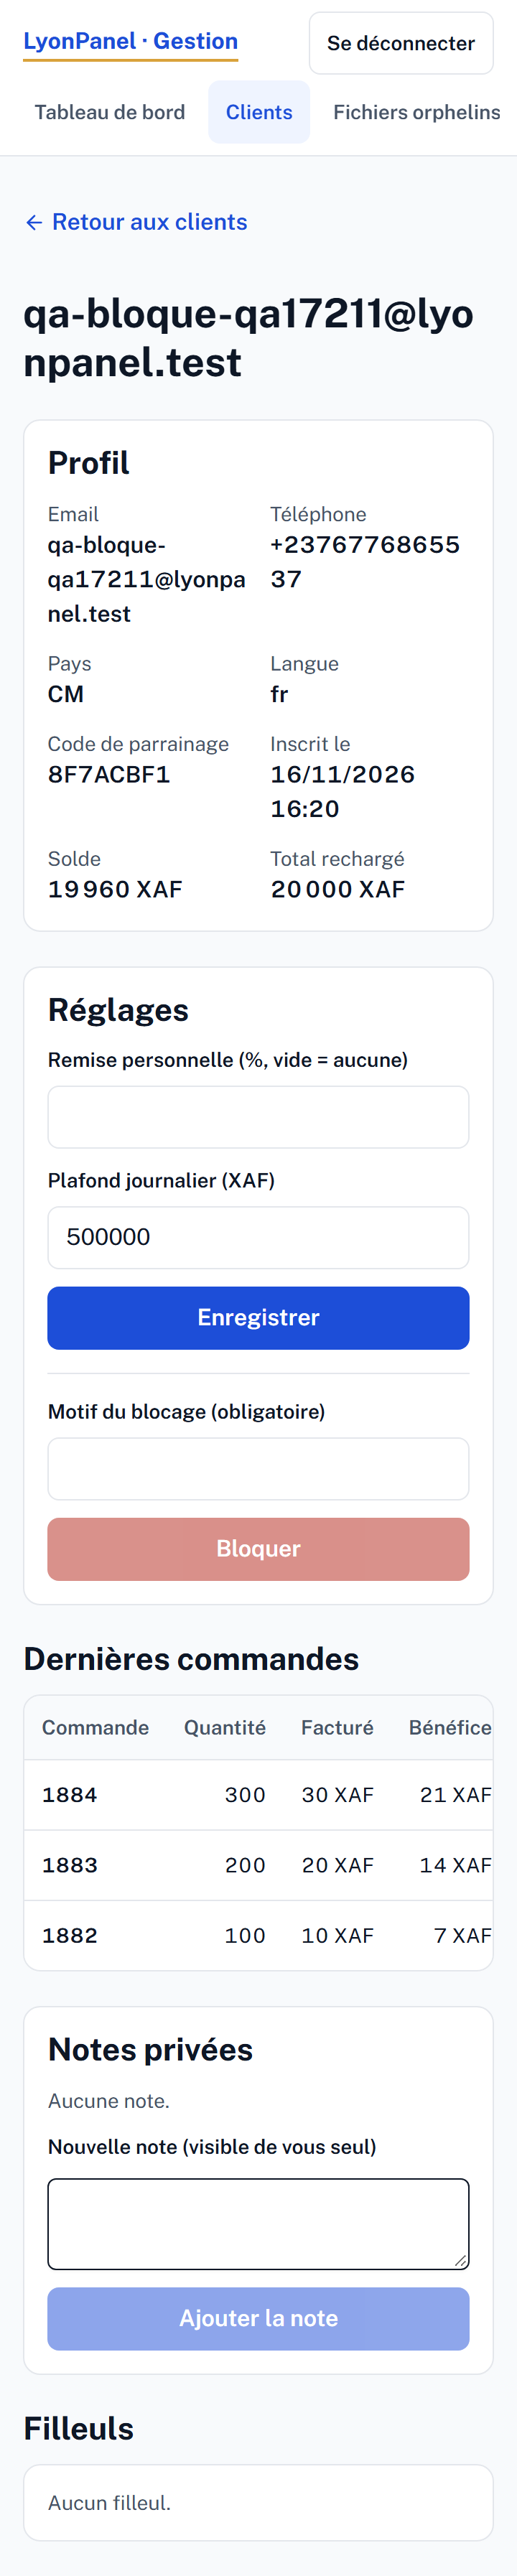 LyonPanel · Gestion
Se déconnecter
Tableau de bord
Clients
Fichiers orphelins
← Retour aux clients
qa-bloque-qa17211@lyo
npanel.test
Profil
Email
qa-bloque-
qa17211@lyonpa
nel.test
Téléphone
+23767768655
37
Pays
CM
Langue
fr
Code de parrainage
8F7ACBF1
Inscrit le
16/11/2026
16:20
Solde
19 960 XAF
Total rechargé
20 000 XAF
Réglages
Remise personnelle (%, vide = aucune)
Plafond journalier (XAF)
500000
Enregistrer
Motif du blocage (obligatoire)
Bloquer
Dernières commandes
Commande Quantité Facturé Bénéfice
1884 300 30 XAF 21 XAF
1883 200 20 XAF 14 XAF
1882 100 10 XAF 7 XAF
Notes privées
Aucune note.
Nouvelle note (visible de vous seul)
Ajouter la note
Filleuls
Aucun filleul.